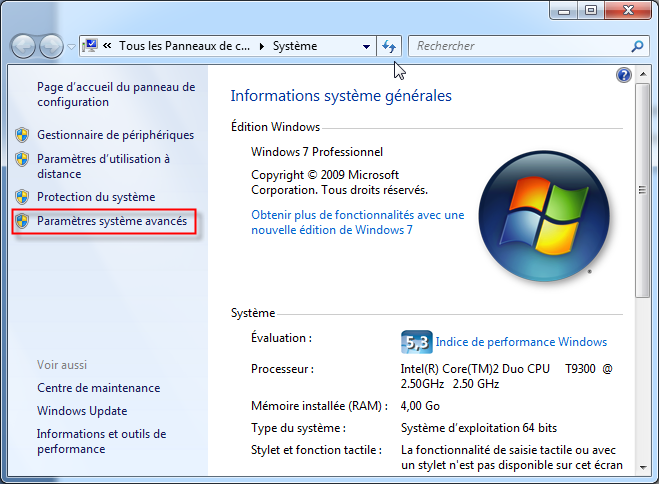 « Tous les Panneaux de c... ▸ Système
Rechercher
Page d'accueil du panneau de
configuration
Gestionnaire de périphériques
Paramètres d'utilisation à
distance
Protection du système
Paramètres système avancés
Voir aussi
Centre de maintenance
Windows Update
Informations et outils de
performance
Informations système générales
Édition Windows
Windows 7 Professionnel
Copyright © 2009 Microsoft
Corporation. Tous droits réservés.
Obtenir plus de fonctionnalités avec une
nouvelle édition de Windows 7
Système
Évaluation :
5,3 Indice de performance Windows
Processeur :
Intel(R) Core(TM)2 Duo CPU T9300 @
2.50GHz 2.50 GHz
Mémoire installée (RAM) :
4,00 Go
Type du système :
Système d'exploitation 64 bits
Stylet et fonction tactile :
La fonctionnalité de saisie tactile ou avec
un stylet n'est pas disponible sur cet écran